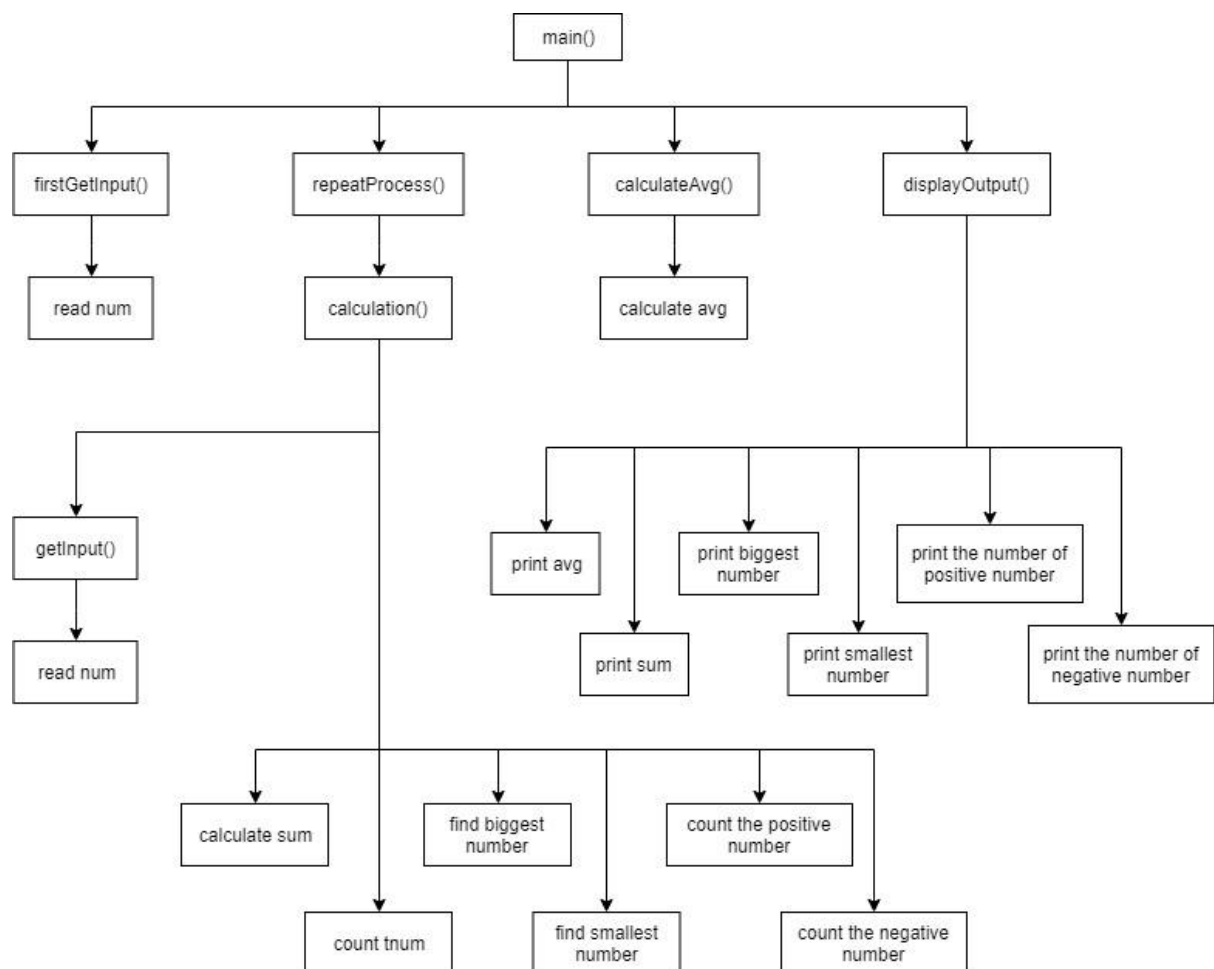 main()
firstGetInput()
repeatProcess()
calculateAvg()
displayOutput()
read num
calculation()
calculate avg
getInput()
read num
print avg
print sum
print biggest
number
print smallest
number
print the number of
positive number
print the number of
negative number
calculate sum
count tnum
find biggest
number
find smallest
number
count the positive
number
count the negative
number